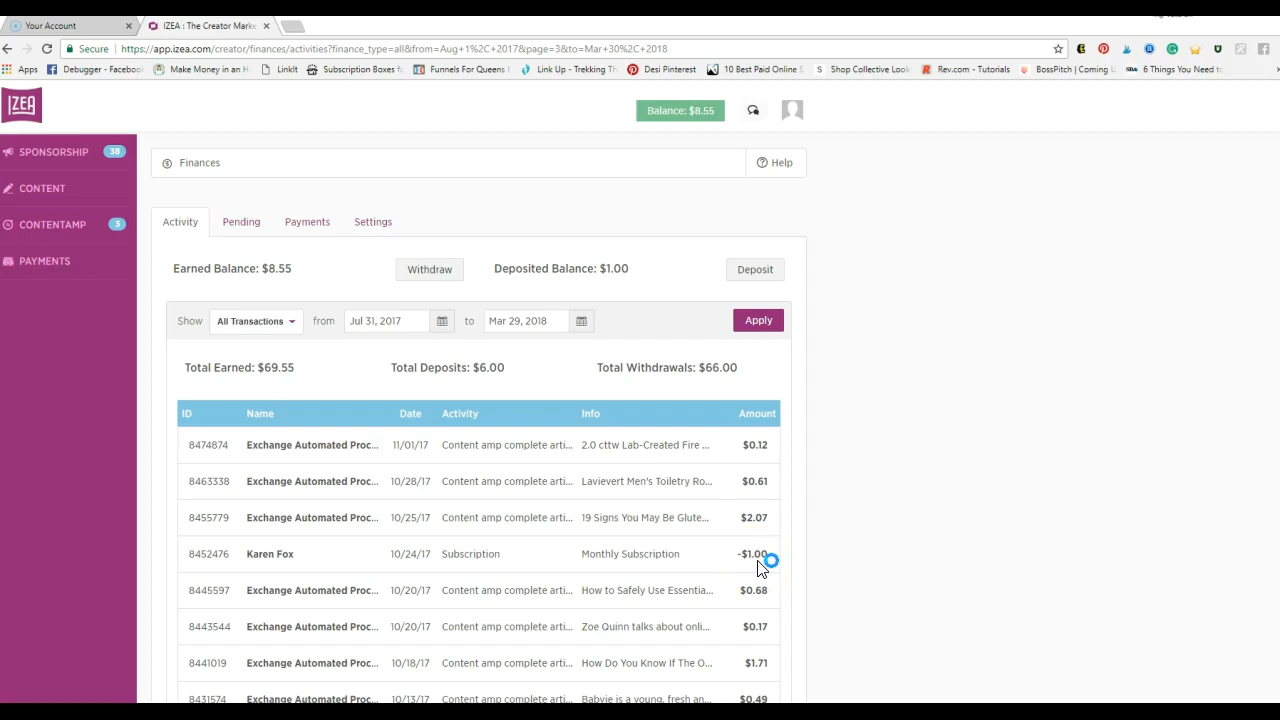 Your Account
IZEA : The Creator Marke
Secure https://app.izea.com/creator/finances/activities?finance_type=all&from=Aug+1%2C+2017&page=3&to=Mar+30%2C+2018
Apps Debugger - Faceboo Make Money in an H LinkIt Subscription Boxes fo Funnels For Queens Link Up - Trekking Th Desi Pinterest 10 Best Paid Online S Shop Collective Look Rev.com - Tutorials BossPitch | Coming 6 Things You Need to
IZEA
Balance: $8.55
SPONSORSHIP 38
CONTENT
CONTENTAMP 3
PAYMENTS
Finances
Help
Activity Pending Payments Settings
Earned Balance: $8.55 Withdraw Deposited Balance: $1.00 Deposit
Show All Transactions from Jul 31, 2017 to Mar 29, 2018 Apply
Total Earned: $69.55 Total Deposits: $6.00 Total Withdrawals: $66.00
ID Name Date Activity Info Amount
8474874 Exchange Automated Proc... 11/01/17 Content amp complete arti... 2.0 cttw Lab-Created Fire ... $0.12
8463338 Exchange Automated Proc... 10/28/17 Content amp complete arti... Lavievert Men's Toiletry Ro... $0.61
8455779 Exchange Automated Proc... 10/25/17 Content amp complete arti... 19 Signs You May Be Glute... $2.07
8452476 Karen Fox 10/24/17 Subscription Monthly Subscription -$1.00
8445597 Exchange Automated Proc... 10/20/17 Content amp complete arti... How to Safely Use Essentia... $0.68
8443544 Exchange Automated Proc... 10/20/17 Content amp complete arti... Zoe Quinn talks about onli... $0.17
8441019 Exchange Automated Proc... 10/18/17 Content amp complete arti... How Do You Know If The O... $1.71
8431574 Exchange Automated Proc... 10/13/17 Content amp complete arti... Babyie is a young, fresh an... $0.49